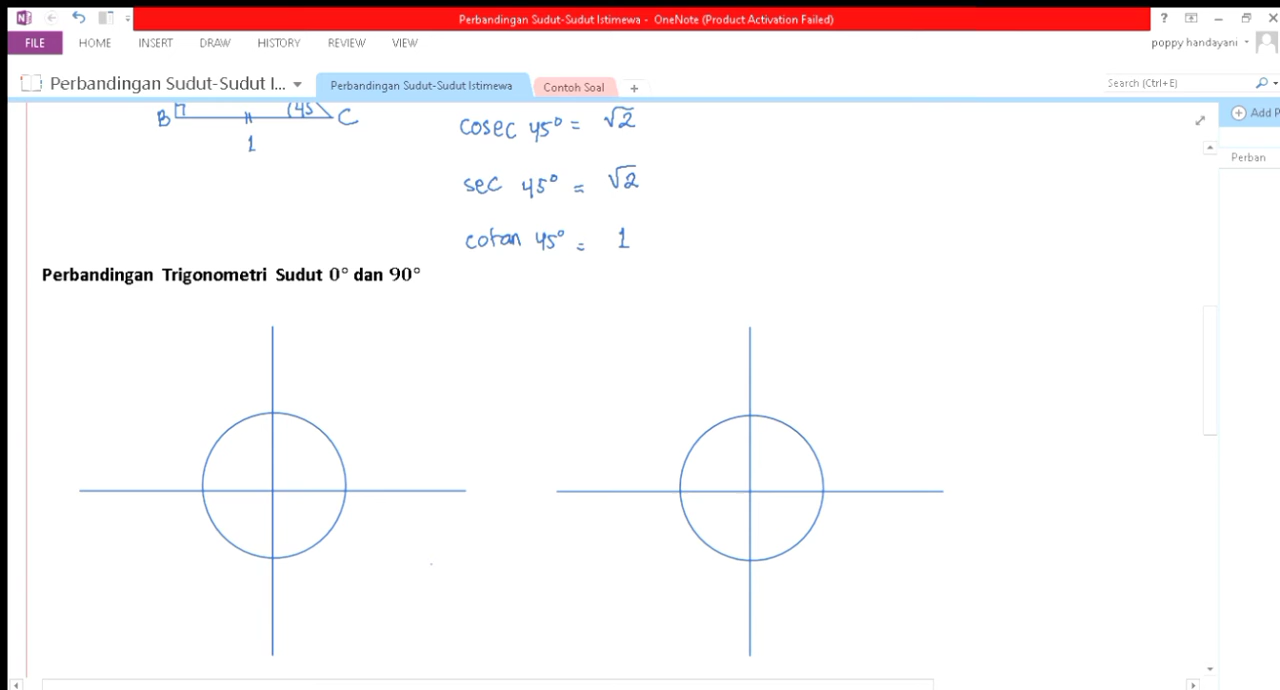 Perbandingan Sudut-Sudut Istimewa - OneNote (Product Activation Failed)
FILE HOME INSERT DRAW HISTORY REVIEW VIEW
poppy handayani
Perbandingan Sudut-Sudut I... Perbandingan Sudut-Sudut Istimewa Contoh Soal +
Search (Ctrl+E)
Add P
Perban
B 45 C
1
cosec 45° = √2
sec 45° = √2
cotan 45° = 1
Perbandingan Trigonometri Sudut 0° dan 90°